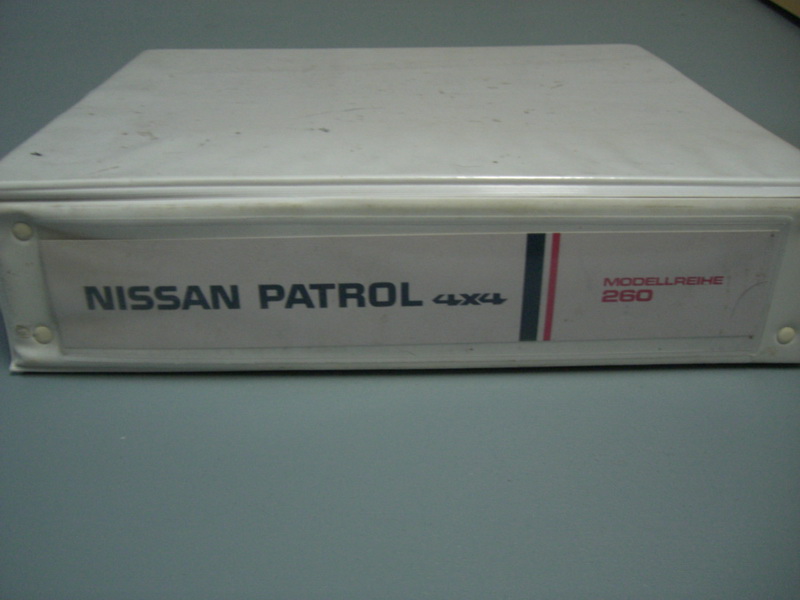 NISSAN PATROL 4x4
MODELLREIHE
260